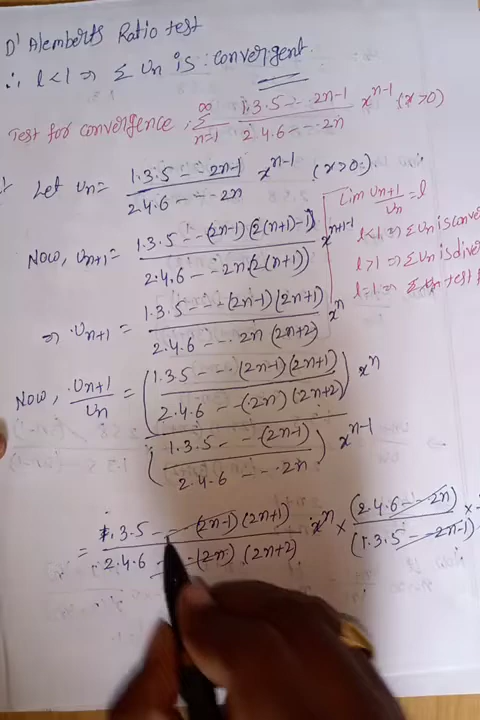 D' Alemberts Ratio test
∴ l<1 ⇒ Σ Un is : convergent.
Test for convergence : ∞ Σ n=1 1.3.5 - - 2n-1 / 2.4.6 - - - 2n x^n-1 (x>0)
Let Un = 1.3.5 - - - 2n-1 / 2.4.6 - - - 2n x^n-1 (x>0)
Now, Un+1 = 1.3.5 - - (2n-1) (2(n+1)-1) / 2.4.6 - - - 2n (2(n+1)) x^n+1-1
Lim Un+1 / Un = l
l<1 ⇒ Σ Un is conve
l>1 ⇒ Σ Un is dive
l=1 ⇒ Σ Un test f
⇒ Un+1 = 1.3.5 - - - (2n-1) (2n+1) / 2.4.6 - - - 2n (2n+2) x^n
Now, Un+1 / Un = (1.3.5 - - - (2n-1) (2n+1) / 2.4.6 - - (2n) (2n+2)) x^n / (1.3.5 - - - (2n-1) / 2.4.6 - - - 2n) x^n-1
= 1.3.5 - - (2n-1) (2n+1) / 2.4.6 - - (2n) (2n+2) . x^n × (2.4.6 - - 2n) / (1.3.5 - - 2n-1) ×